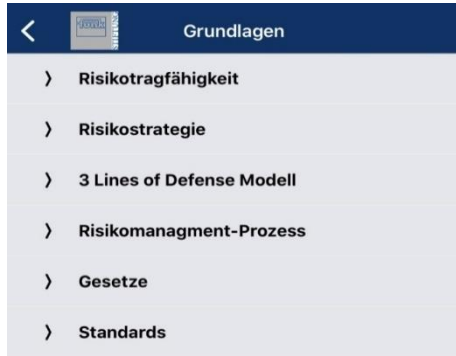 Grundlagen
Risikotragfähigkeit
Risikostrategie
3 Lines of Defense Modell
Risikomanagment-Prozess
Gesetze
Standards